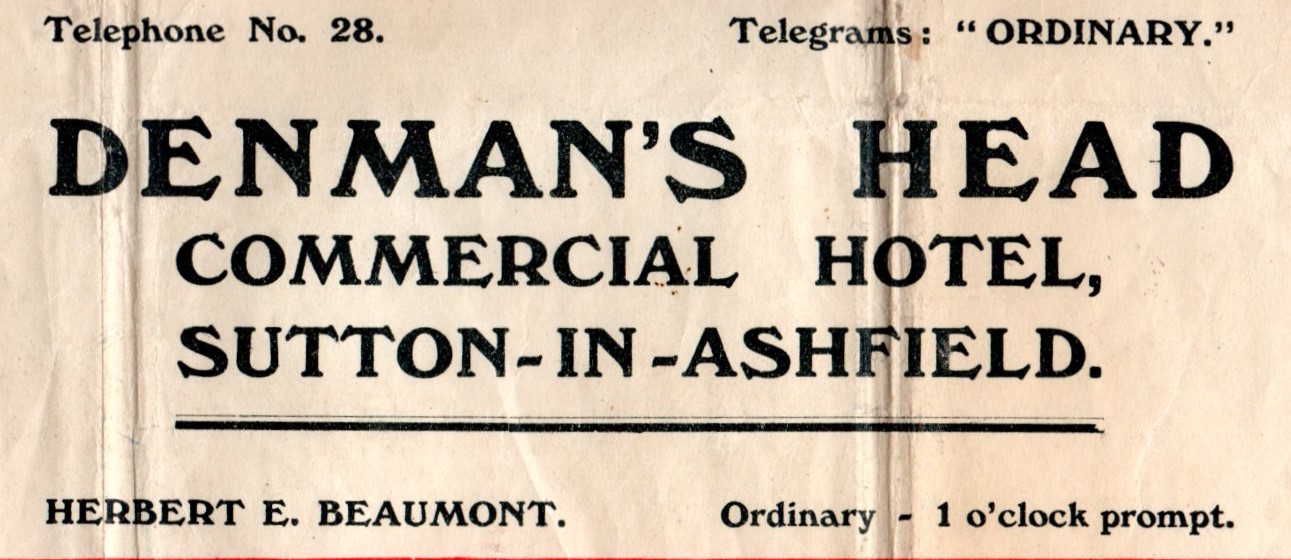 Telephone No. 28. Telegrams: "ORDINARY."
DENMAN'S HEAD
COMMERCIAL HOTEL,
SUTTON-IN-ASHFIELD.
HERBERT E. BEAUMONT. Ordinary - 1 o'clock prompt.